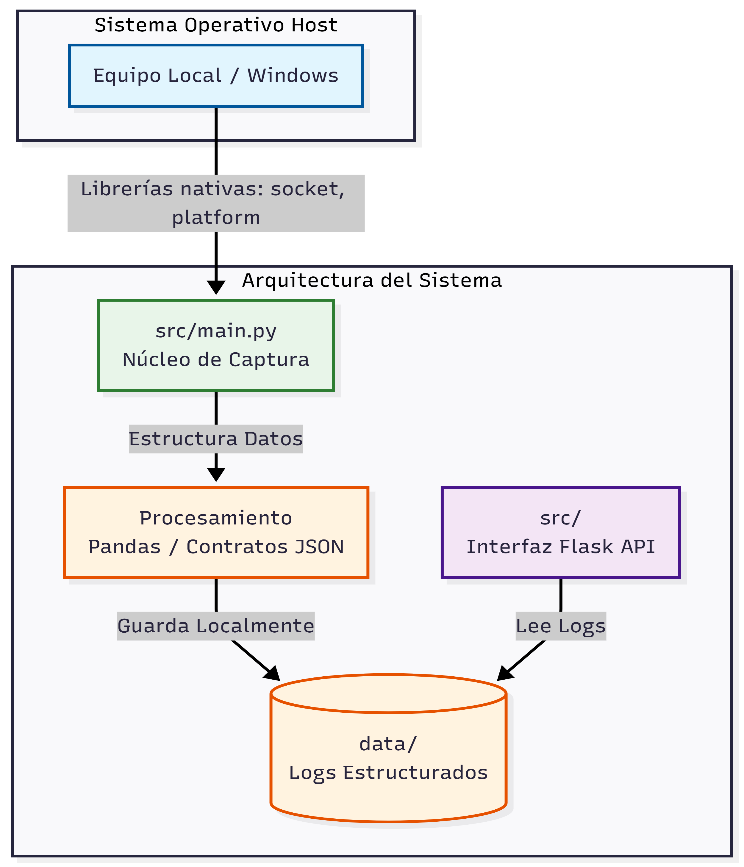 Sistema Operativo Host
Equipo Local / Windows
Librerías nativas: socket,
platform
Arquitectura del Sistema
src/main.py
Núcleo de Captura
Estructura Datos
Procesamiento
Pandas / Contratos JSON
src/
Interfaz Flask API
Guarda Localmente
Lee Logs
data/
Logs Estructurados